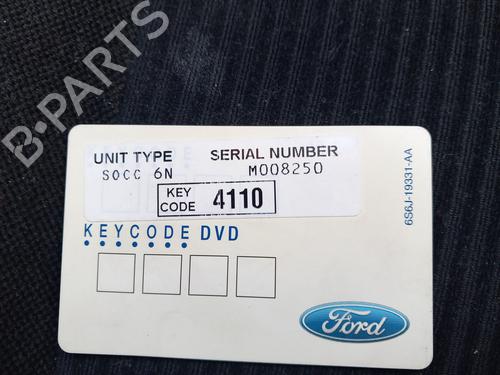 B-PARTS
UNIT TYPE SERIAL NUMBER
SOCC 6N M008250
KEY CODE 4110
KEYCODE DVD
Ford
6S6J-19331-AA